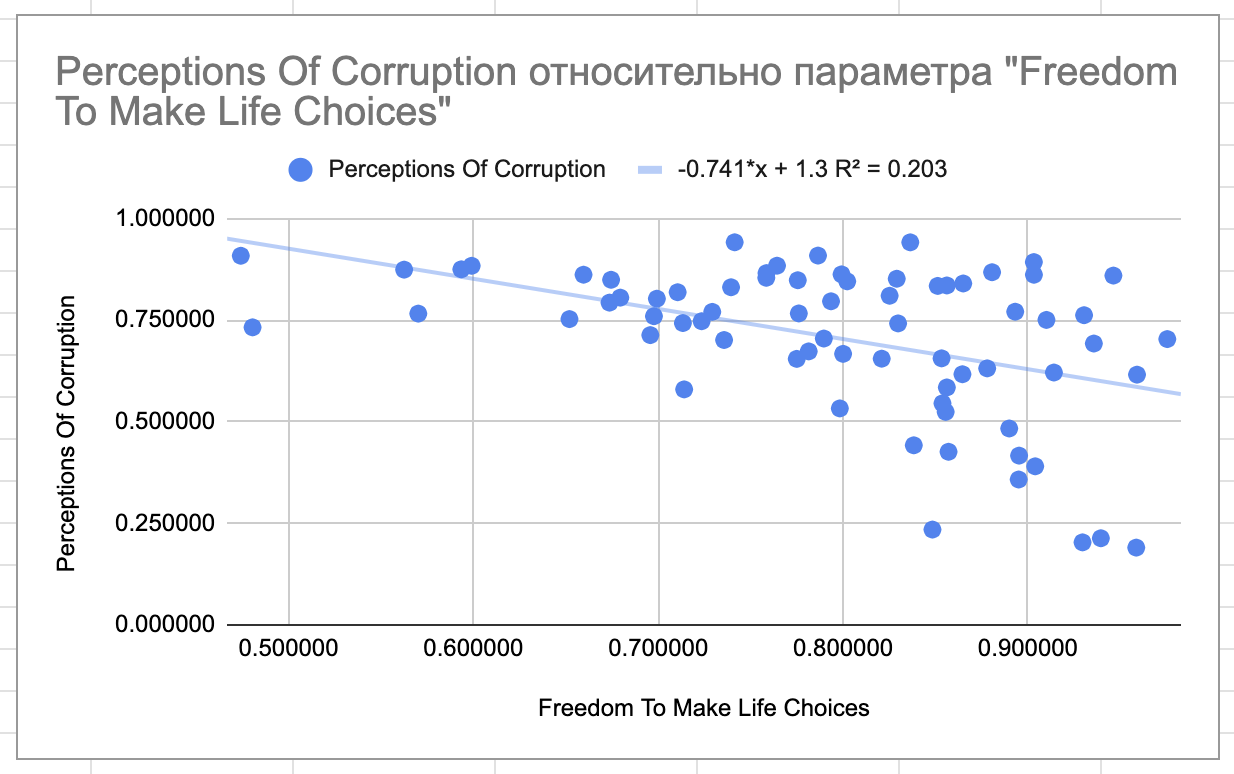 Perceptions Of Corruption относительно параметра "Freedom
To Make Life Choices"
Perceptions Of Corruption
-0.741*x + 1.3 R² = 0.203
1.000000
0.750000
0.500000
0.250000
0.000000
Perceptions Of Corruption
0.500000
0.600000
0.700000
0.800000
0.900000
Freedom To Make Life Choices